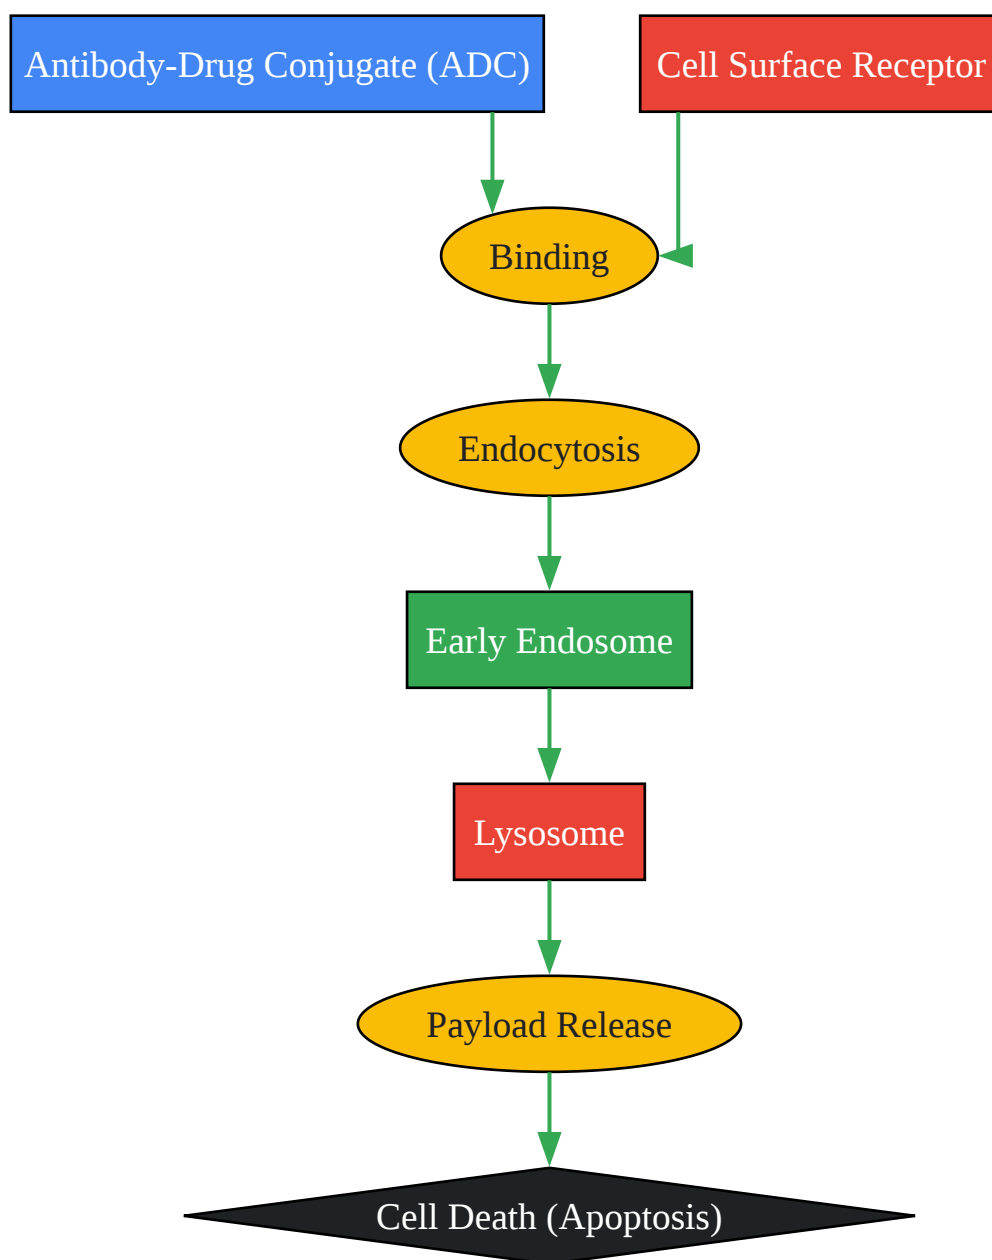 Antibody-Drug Conjugate (ADC)
Cell Surface Receptor
Binding
Endocytosis
Early Endosome
Lysosome
Payload Release
Cell Death (Apoptosis)